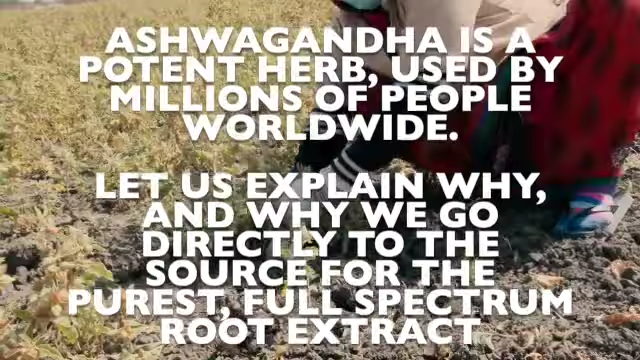 ASHWAGANDHA IS A
POTENT HERB, USED BY
MILLIONS OF PEOPLE
WORLDWIDE.
LET US EXPLAIN WHY,
AND WHY WE GO
DIRECTLY TO THE
SOURCE FOR THE
PUREST, FULL SPECTRUM
ROOT EXTRACT